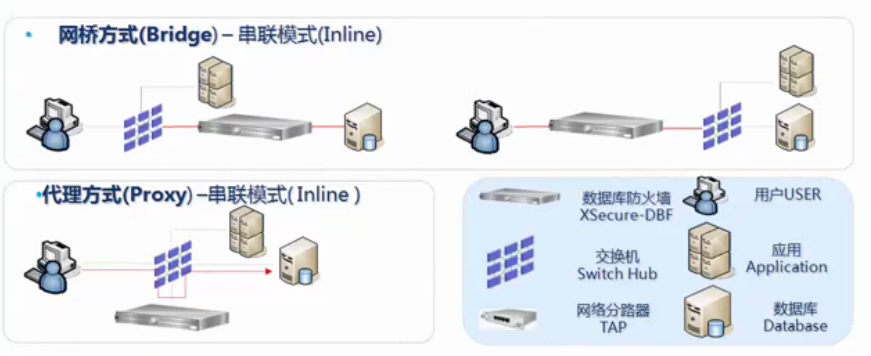 • 网桥方式(Bridge) – 串联模式(Inline)
•代理方式(Proxy) –串联模式( Inline )
数据库防火墙
XSecure-DBF
用户USER
交换机
Switch Hub
应用
Application
网络分路器
TAP
数据库
Database